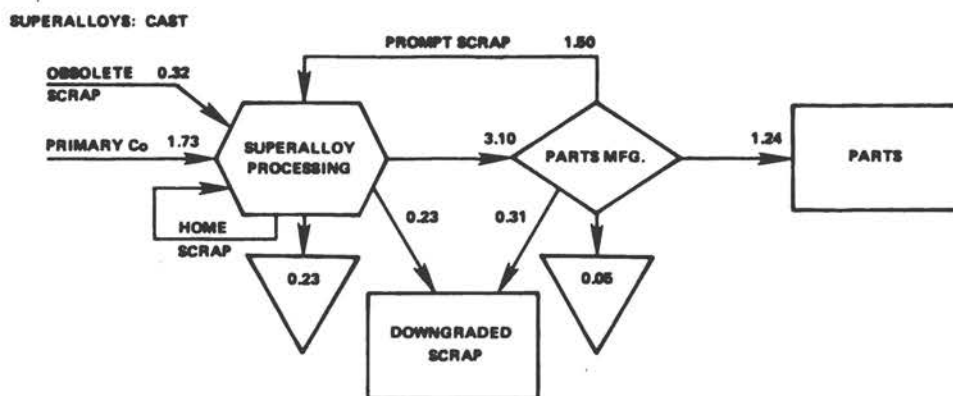 SUPERALLOYS: CAST
PROMPT SCRAP 1.50
OBSOLETE 0.32
SCRAP
PRIMARY Co 1.73
SUPERALLOY
PROCESSING
3.10
PARTS MFG.
1.24
PARTS
HOME
SCRAP
0.23
0.31
0.23
0.05
DOWNGRADED
SCRAP